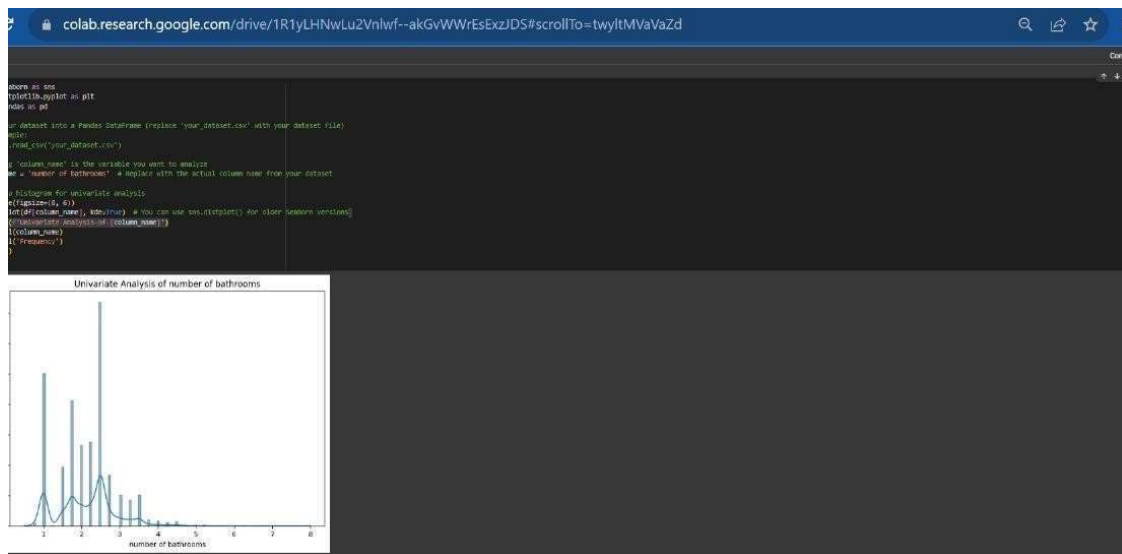 colab.research.google.com/drive/1R1yLHNwLu2Vnlwf--akGvWWrEsExzJDS#scrollTo=twyltMVaVaZd
Con
aborn as sns
tplotlib.pyplot as plt
ndas as pd
ur dataset into a Pandas DataFrame (replace 'your_dataset.csv' with your dataset file)
mple:
.read_csv('your_dataset.csv')
g 'column_name' is the variable you want to analyze
me = 'number of bathrooms' # Replace with the actual column name from your dataset
a histogram for univariate analysis
e(figsize=(8, 6))
lot(df[column_name], kde=True) # You can use sns.distplot() for older Seaborn versions
(f"Univariate Analysis of {column_name}")
l(column_name)
l('Frequency')
)
Univariate Analysis of number of bathrooms
1 2 3 4 5 6 7 8
number of bathrooms